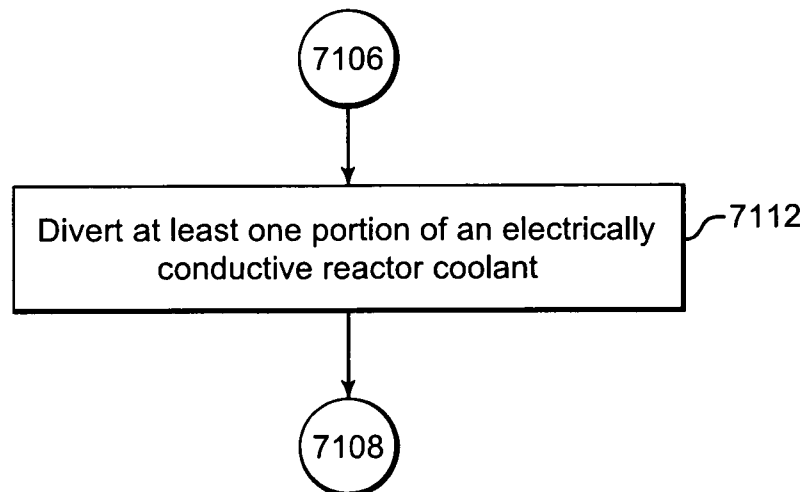 7106
Divert at least one portion of an electrically
conductive reactor coolant
7112
7108